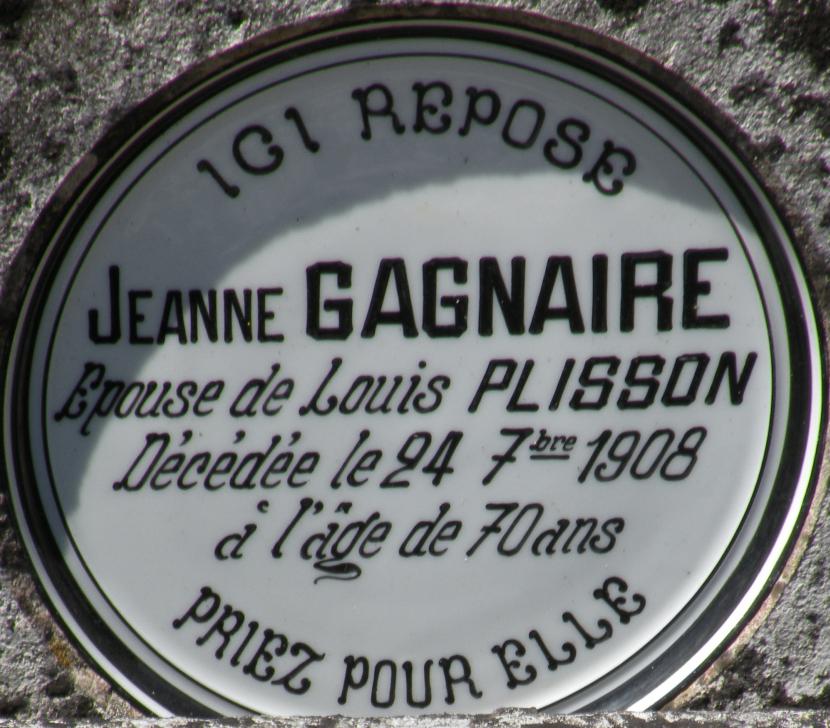 ICI REPOSE
JEANNE GAGNAIRE
Epouse de Louis PLISSON
Décédée le 24 7bre 1908
à l'âge de 70 ans
PRIEZ POUR ELLE